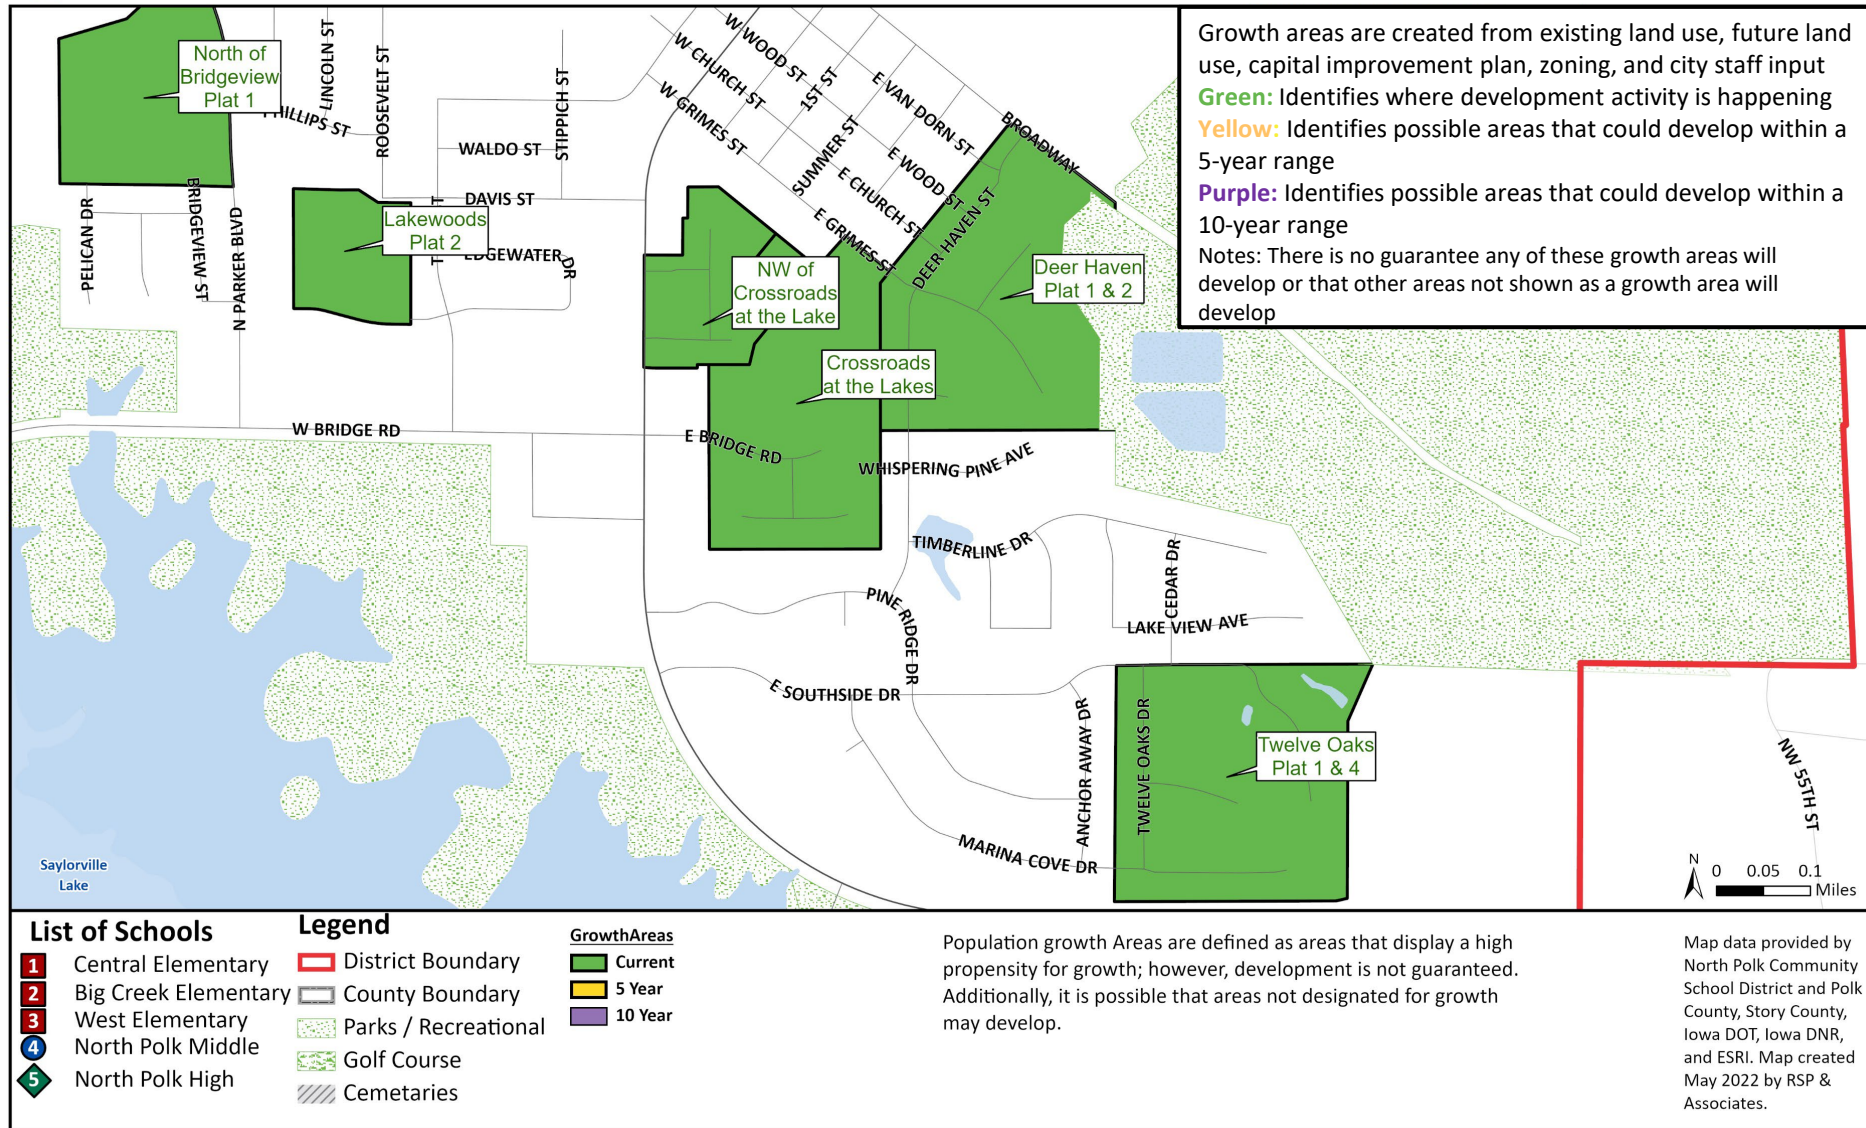 Growth areas are created from existing land use, future land
use, capital improvement plan, zoning, and city staff input
Green: Identifies where development activity is happening
Yellow: Identifies possible areas that could develop within a
5-year range
Purple: Identifies possible areas that could develop within a
10-year range
Notes: There is no guarantee any of these growth areas will
develop or that other areas not shown as a growth area will
develop
North of
Bridgeview
Plat 1
LINCOLN ST
ROOSEVELT ST
STIPPICH ST
HILLIPS ST
WALDO ST
DAVIS ST
Lakewoods
Plat 2
T T
EDGEWATER DR
PELICAN DR
BRIDGEVIEW ST
N PARKER BLVD
W BRIDGE RD
W WOOD ST
W CHURCH ST
W GRIMES ST
1ST ST
SUMMER ST
E VAN DORN ST
E WOOD ST
E CHURCH ST
E GRIMES ST
BROADWAY
DEER HAVEN ST
Deer Haven
Plat 1 & 2
NW of
Crossroads
at the Lake
Crossroads
at the Lakes
E BRIDGE RD
WHISPERING PINE AVE
TIMBERLINE DR
CEDAR DR
LAKE VIEW AVE
PINE RIDGE DR
E SOUTHSIDE DR
ANCHOR AWAY DR
TWELVE OAKS DR
Twelve Oaks
Plat 1 & 4
MARINA COVE DR
NW 55TH ST
Saylorville
Lake
N
0 0.05 0.1
Miles
List of Schools
1 Central Elementary
2 Big Creek Elementary
3 West Elementary
4 North Polk Middle
5 North Polk High
Legend
District Boundary
County Boundary
Parks / Recreational
Golf Course
Cemetaries
GrowthAreas
Current
5 Year
10 Year
Population growth Areas are defined as areas that display a high
propensity for growth; however, development is not guaranteed.
Additionally, it is possible that areas not designated for growth
may develop.
Map data provided by
North Polk Community
School District and Polk
County, Story County,
Iowa DOT, Iowa DNR,
and ESRI. Map created
May 2022 by RSP &
Associates.